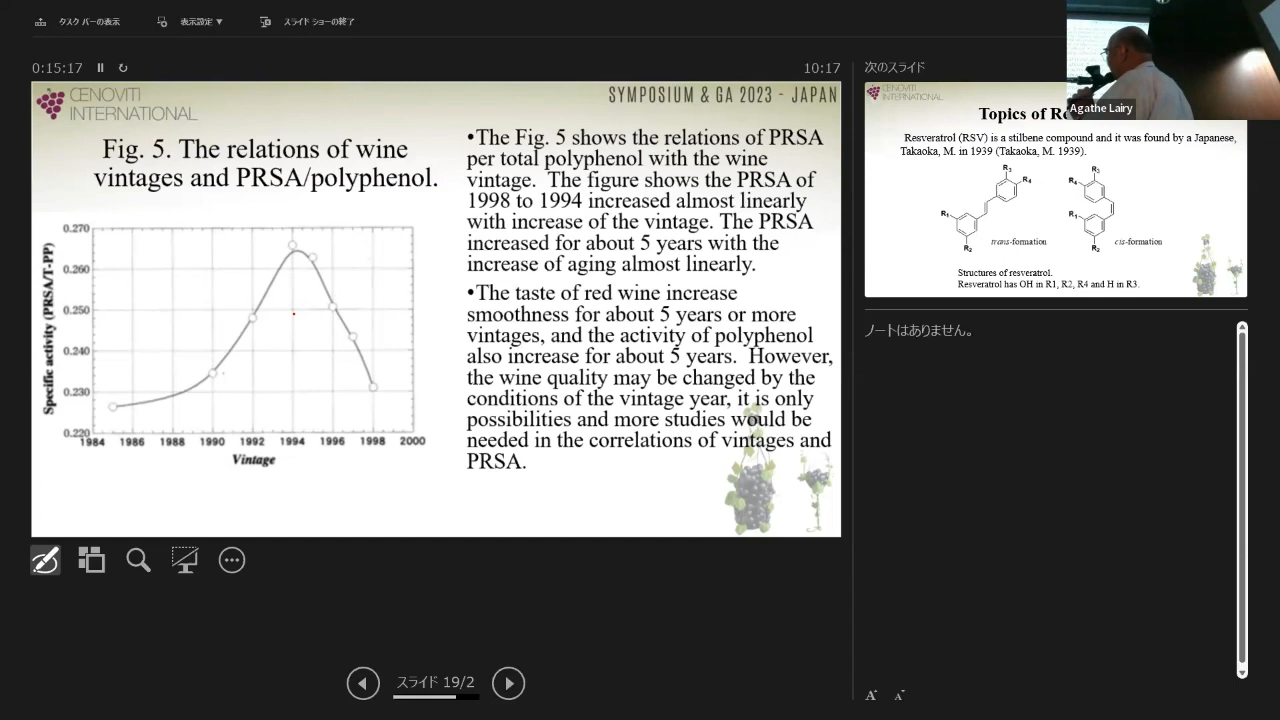 タスク バーの表示
表示設定 ▼
スライド ショーの終了
0:15:17
10:17
ŒNOVITI
INTERNATIONAL
SYMPOSIUM & GA 2023 - JAPAN
Fig. 5. The relations of wine
vintages and PRSA/polyphenol.
Specific activity (PRSA/T-PP)
0.270
0.260
0.250
0.240
0.230
0.220
1984 1986 1988 1990 1992 1994 1996 1998 2000
Vintage
•The Fig. 5 shows the relations of PRSA
per total polyphenol with the wine
vintage. The figure shows the PRSA of
1998 to 1994 increased almost linearly
with increase of the vintage. The PRSA
increased for about 5 years with the
increase of aging almost linearly.
•The taste of red wine increase
smoothness for about 5 years or more
vintages, and the activity of polyphenol
also increase for about 5 years. However,
the wine quality may be changed by the
conditions of the vintage year, it is only
possibilities and more studies would be
needed in the correlations of vintages and
PRSA.
スライド 19/2
次のスライド
Agathe Lairy
ŒNOVITI
INTERNATIONAL
Topics of
Resveratrol (RSV) is a stilbene compound and it was found by a Japanese,
Takaoka, M. in 1939 (Takaoka, M. 1939).
R3
R4
R1
R2
trans-formation
R3
R4
R1
R2
cis-formation
Structures of resveratrol.
Resveratrol has OH in R1, R2, R4 and H in R3.
ノートはありません。
A
A